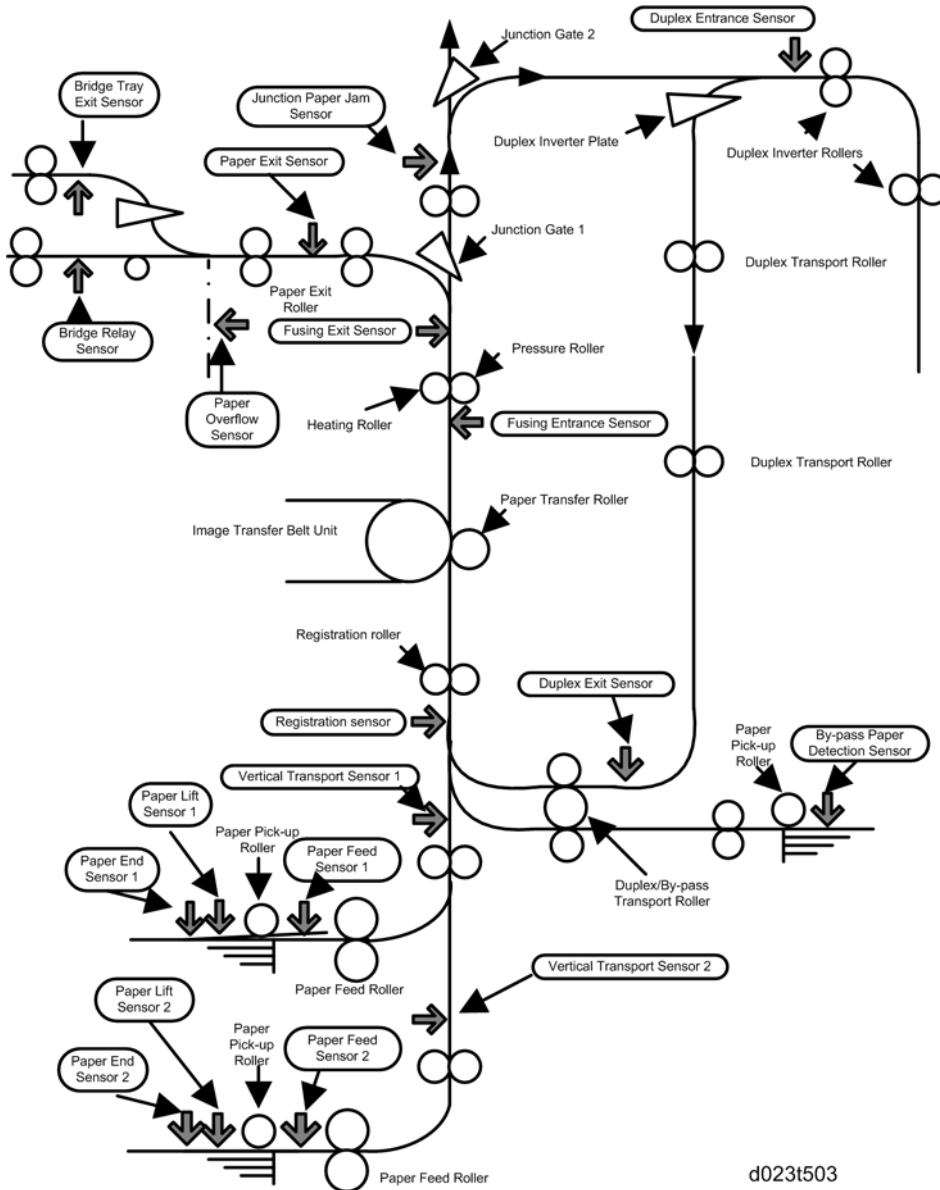 Duplex Entrance Sensor
Junction Gate 2
Bridge Tray
Exit Sensor
Junction Paper Jam
Sensor
Duplex Inverter Plate
Duplex Inverter Rollers
Paper Exit Sensor
Junction Gate 1
Duplex Transport Roller
Paper Exit
Roller
Bridge Relay
Sensor
Fusing Exit Sensor
Pressure Roller
Paper
Overflow
Sensor
Heating Roller
Fusing Entrance Sensor
Duplex Transport Roller
Paper Transfer Roller
Image Transfer Belt Unit
Registration roller
Duplex Exit Sensor
Registration sensor
Paper
Pick-up
Roller
By-pass Paper
Detection Sensor
Vertical Transport Sensor 1
Paper Lift
Sensor 1
Paper Pick-up
Roller
Paper Feed
Sensor 1
Paper End
Sensor 1
Duplex/By-pass
Transport Roller
Paper Feed Roller
Vertical Transport Sensor 2
Paper Lift
Sensor 2
Paper
Pick-up
Roller
Paper Feed
Sensor 2
Paper End
Sensor 2
Paper Feed Roller
d023t503